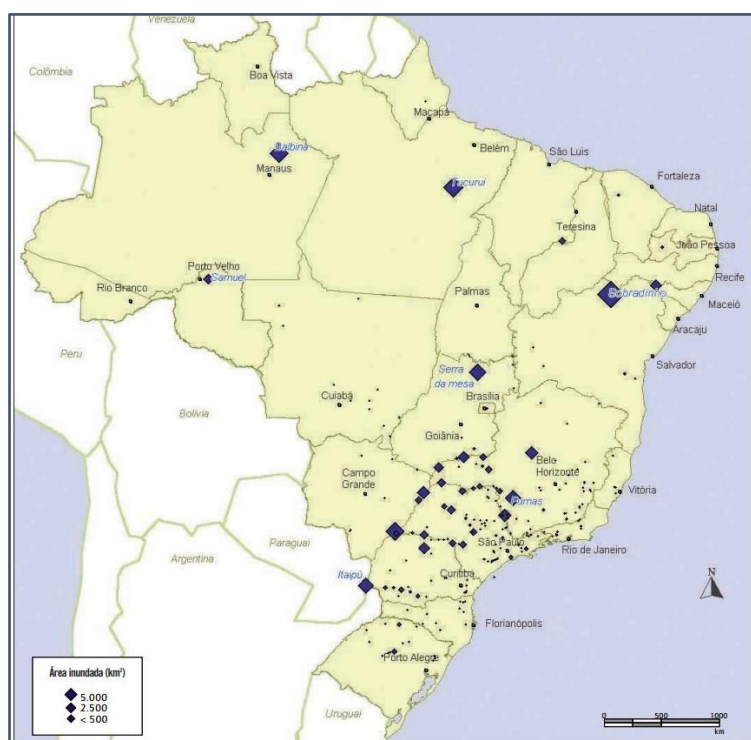 Venezuela
Colômbia
Boa Vista
Macapá
Balbina
Manaus
Belém
São Luis
Tucuruí
Fortaleza
Teresina
Natal
João Pessoa
Porto Velho
Samuel
Recife
Rio Branco
Palmas
Sobradinho
Maceió
Aracaju
Peru
Salvador
Serra
da mesa
Cuiabá
Brasília
Bolívia
Goiânia
Campo
Grande
Belo
Horizonte
Vitória
Furnas
Paraguai
São Paulo
Rio de Janeiro
Argentina
Itaipú
Curitiba
Florianópolis
Porto Alegre
Uruguai
Área inundada (km²)
5.000
2.500
< 500
N
0 500 1000
km